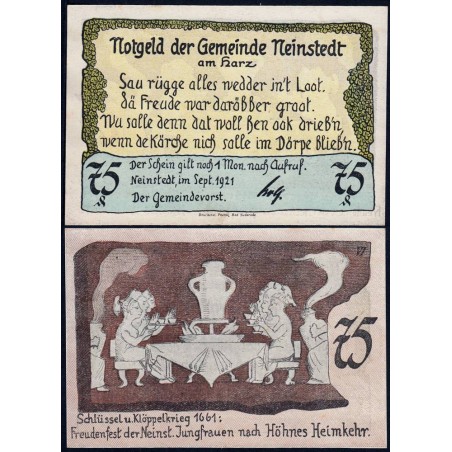 Notgeld der Gemeinde Neinstedt
am Harz
Sau rügge alles wedder in't Loot.
dä Freude war daröbber groot.
Wu solle denn dat woll hen ook drieb'n
wenn de Kärche nich solle im Dörpe blieb'n.
75 Der Schein gilt noch 1 Mon. nach Aufruf. 75
Neinstedt, im Sept. 1921
Der Gemeindevorst.
75
Schlüssel u. Klöppelkrieg 1661:
Freudenfest der Neinst. Jungfrauen nach Höhnes Heimkehr.